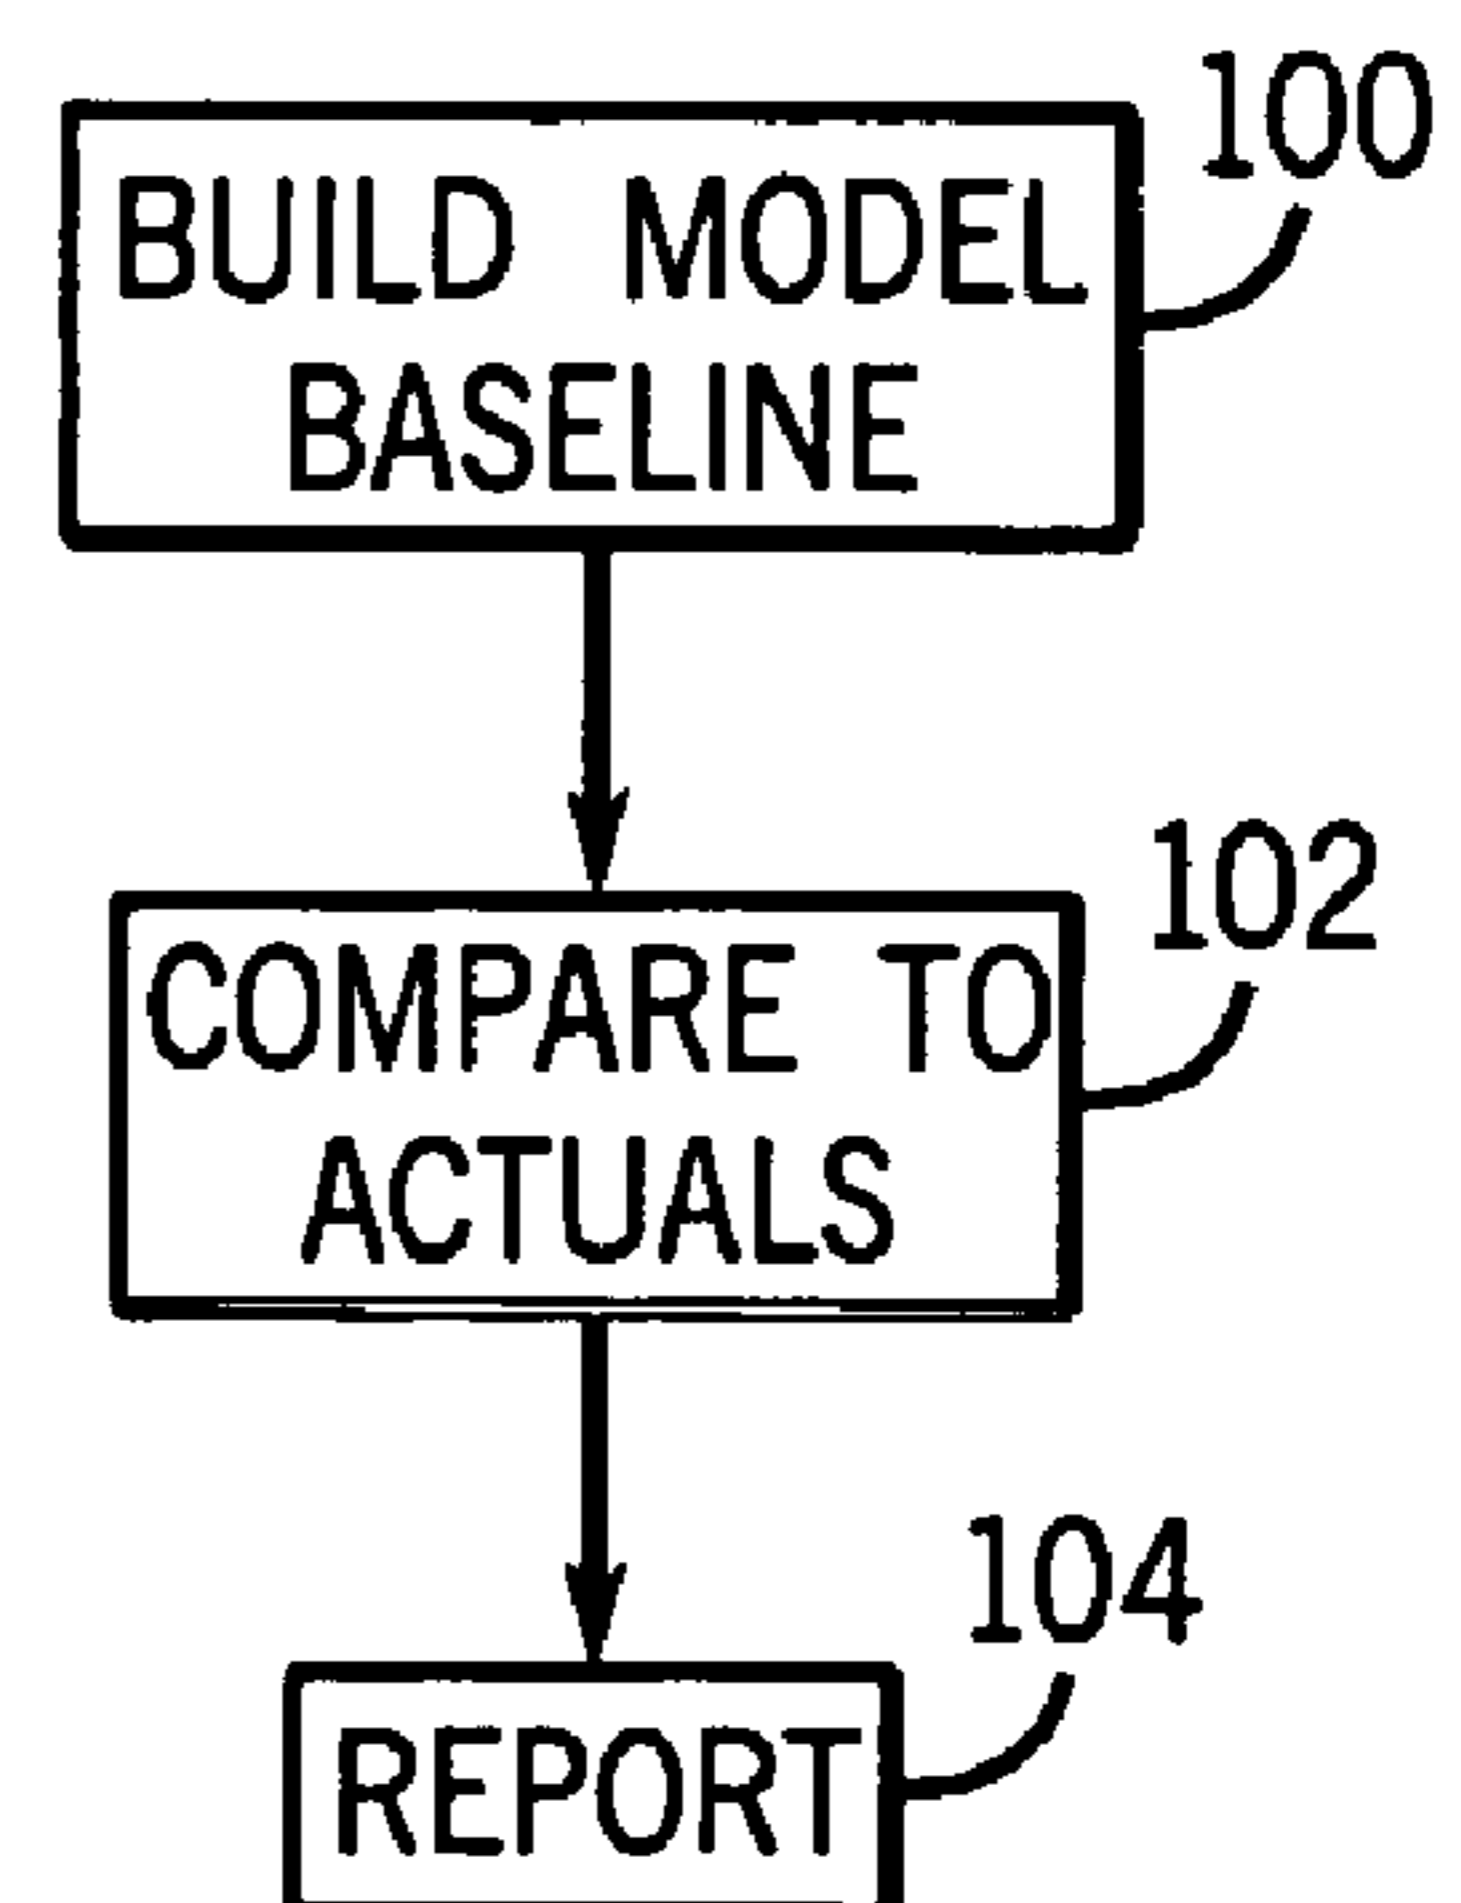 100
BUILD MODEL
BASELINE
102
COMPARE TO
ACTUALS
104
REPORT